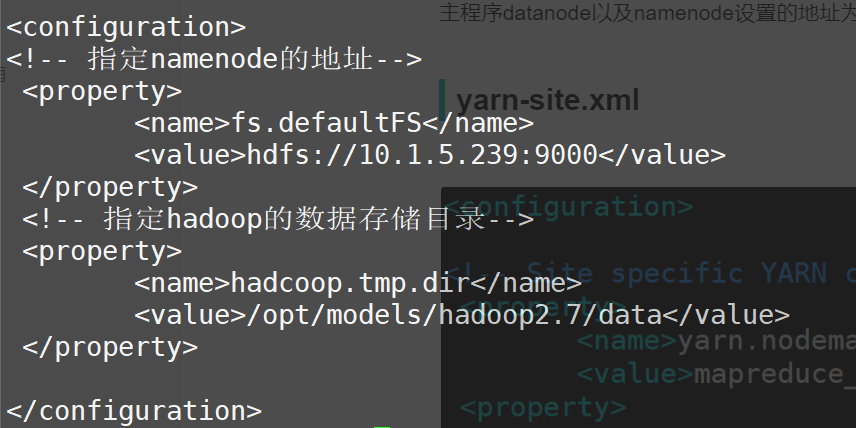 主程序datanode以及namenode设置的地址为
<configuration>
<!-- 指定namenode的地址-->
<property>
<name>fs.defaultFS</name>
<value>hdfs://10.1.5.239:9000</value>
</property>
<!-- 指定hadoop的数据存储目录-->
<property>
<name>hadcoop.tmp.dir</name>
<value>/opt/models/hadoop2.7/data</value>
</property>
</configuration>
yarn-site.xml
<configuration>
<!-- Site specific YARN c
<property>
<name>yarn.nodema
<value>mapreduce_
<property>